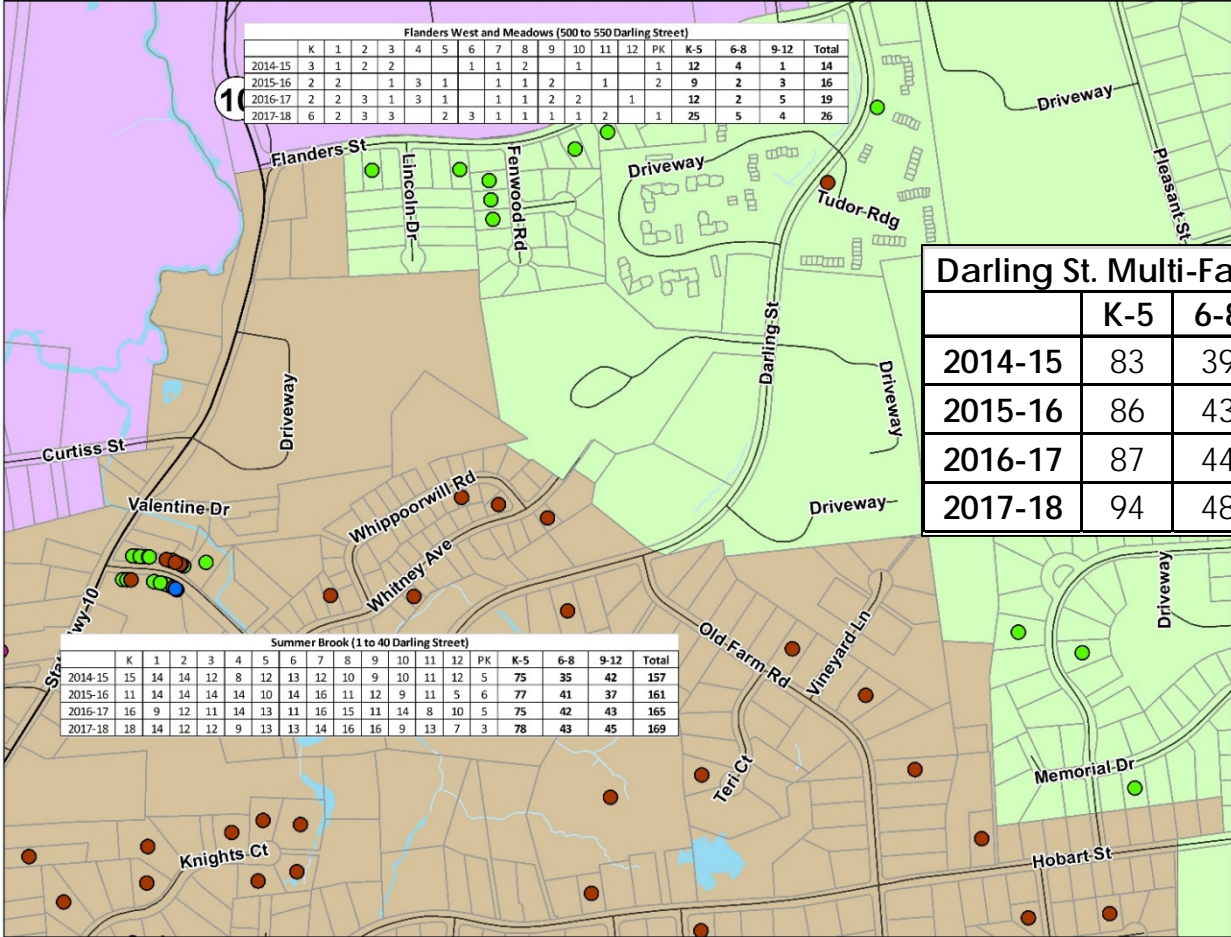 Flanders West and Meadows (500 to 550 Darling Street)
K 1 2 3 4 5 6 7 8 9 10 11 12 PK K-5 6-8 9-12 Total
2014-15 3 1 2 2 1 1 2 1 1 12 4 1 14
2015-16 2 2 1 3 1 1 1 2 1 2 9 2 3 16
2016-17 2 2 3 1 3 1 1 1 2 2 1 12 2 5 19
2017-18 6 2 3 3 2 3 1 1 1 1 2 1 25 5 4 26
10
Driveway
Flanders St
Lincoln Dr
Fenwood Rd
Driveway
Tudor Rdg
Pleasant St
Darling St. Multi-Fa
K-5 6-8
2014-15 83 39
2015-16 86 43
2016-17 87 44
2017-18 94 48
Darling St
Driveway
Driveway
Curtiss St
Valentine Dr
Whippoorwill Rd
Whitney Ave
Driveway
Driveway
Hwy 10
Old Farm Rd
Vineyard Ln
Summer Brook (1 to 40 Darling Street)
K 1 2 3 4 5 6 7 8 9 10 11 12 PK K-5 6-8 9-12 Total
2014-15 15 14 14 12 8 12 13 12 10 9 10 11 12 5 75 35 42 157
2015-16 11 14 14 14 14 10 14 16 11 12 9 11 5 6 77 41 37 161
2016-17 16 9 12 11 14 13 11 16 15 11 14 8 10 5 75 42 43 165
2017-18 18 14 12 12 9 13 13 14 16 16 9 13 7 3 78 43 45 169
Teri Ct
Memorial Dr
Knights Ct
Hobart St